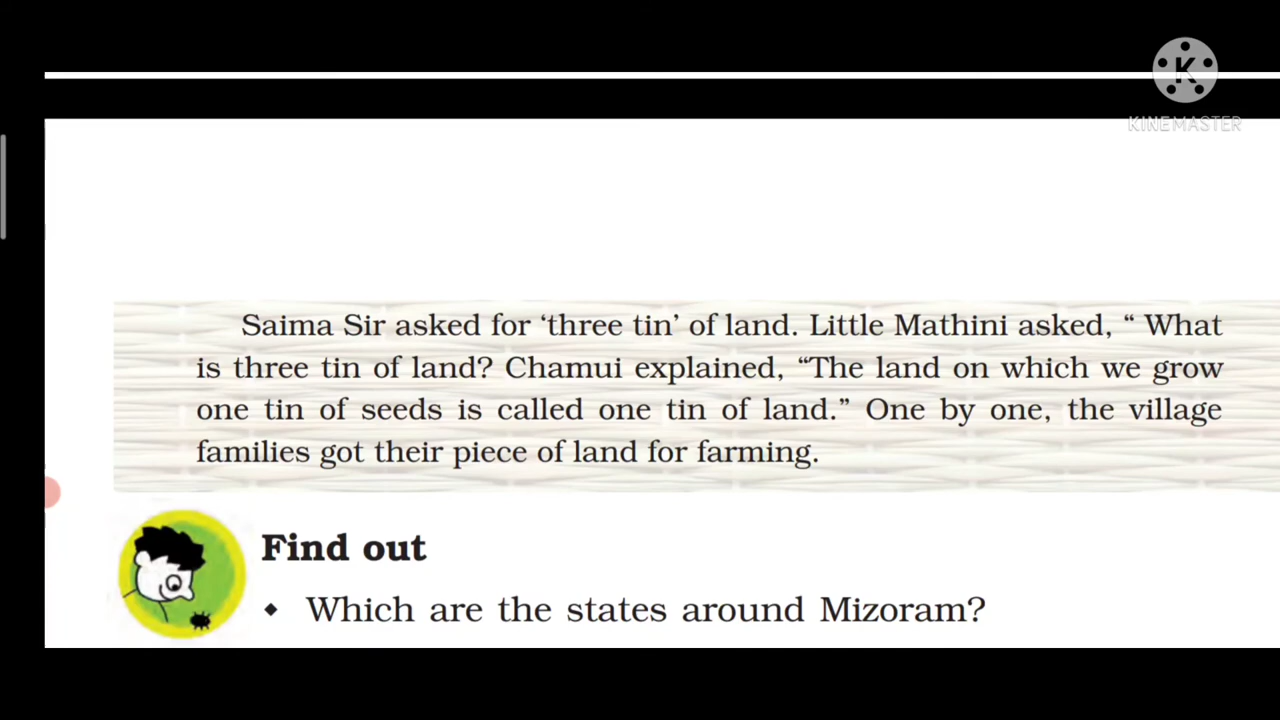 K
KINEMASTER
Saima Sir asked for ‘three tin’ of land. Little Mathini asked, “ What
is three tin of land? Chamui explained, “The land on which we grow
one tin of seeds is called one tin of land.” One by one, the village
families got their piece of land for farming.
Find out
◆ Which are the states around Mizoram?